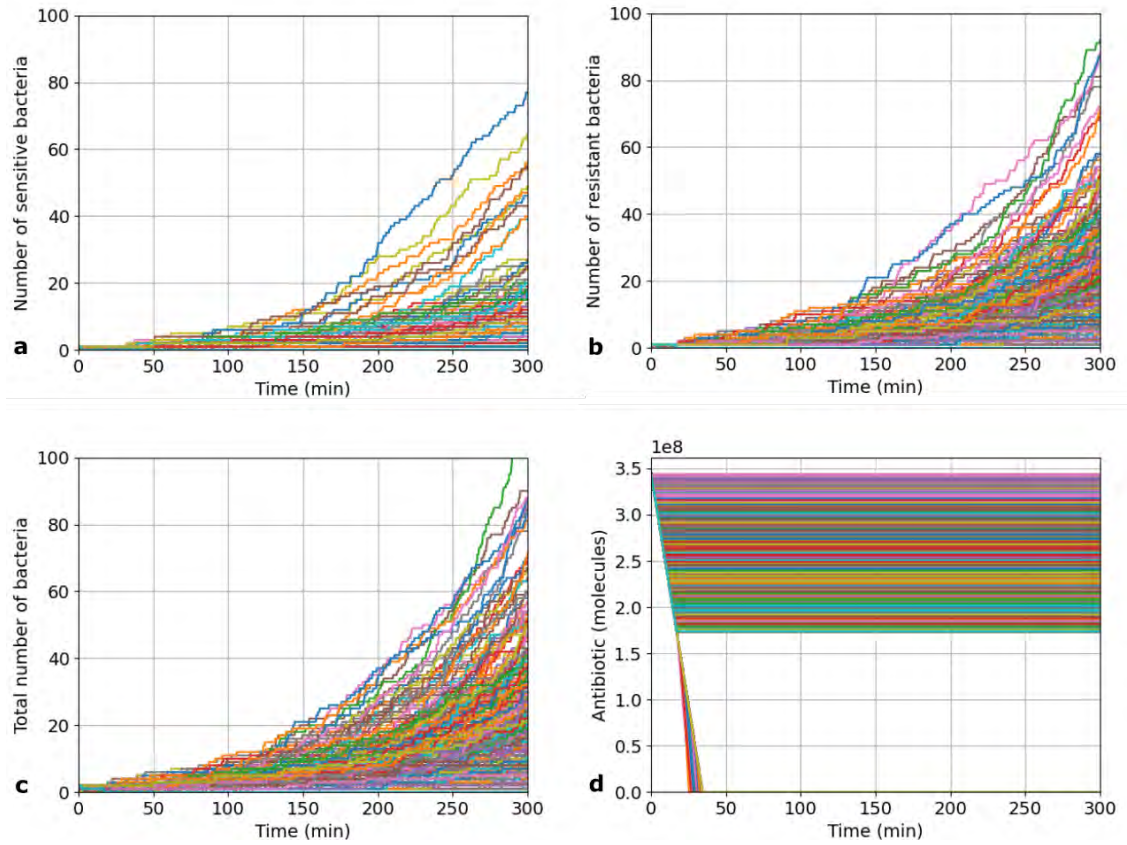 100
80
60
40
20
0
Number of sensitive bacteria
a
0 50 100 150 200 250 300
Time (min)
100
80
60
40
20
0
Number of resistant bacteria
b
0 50 100 150 200 250 300
Time (min)
100
80
60
40
20
0
Total number of bacteria
c
0 50 100 150 200 250 300
Time (min)
1e8
3.5
3.0
2.5
2.0
1.5
1.0
0.5
0.0
Antibiotic (molecules)
d
0 50 100 150 200 250 300
Time (min)